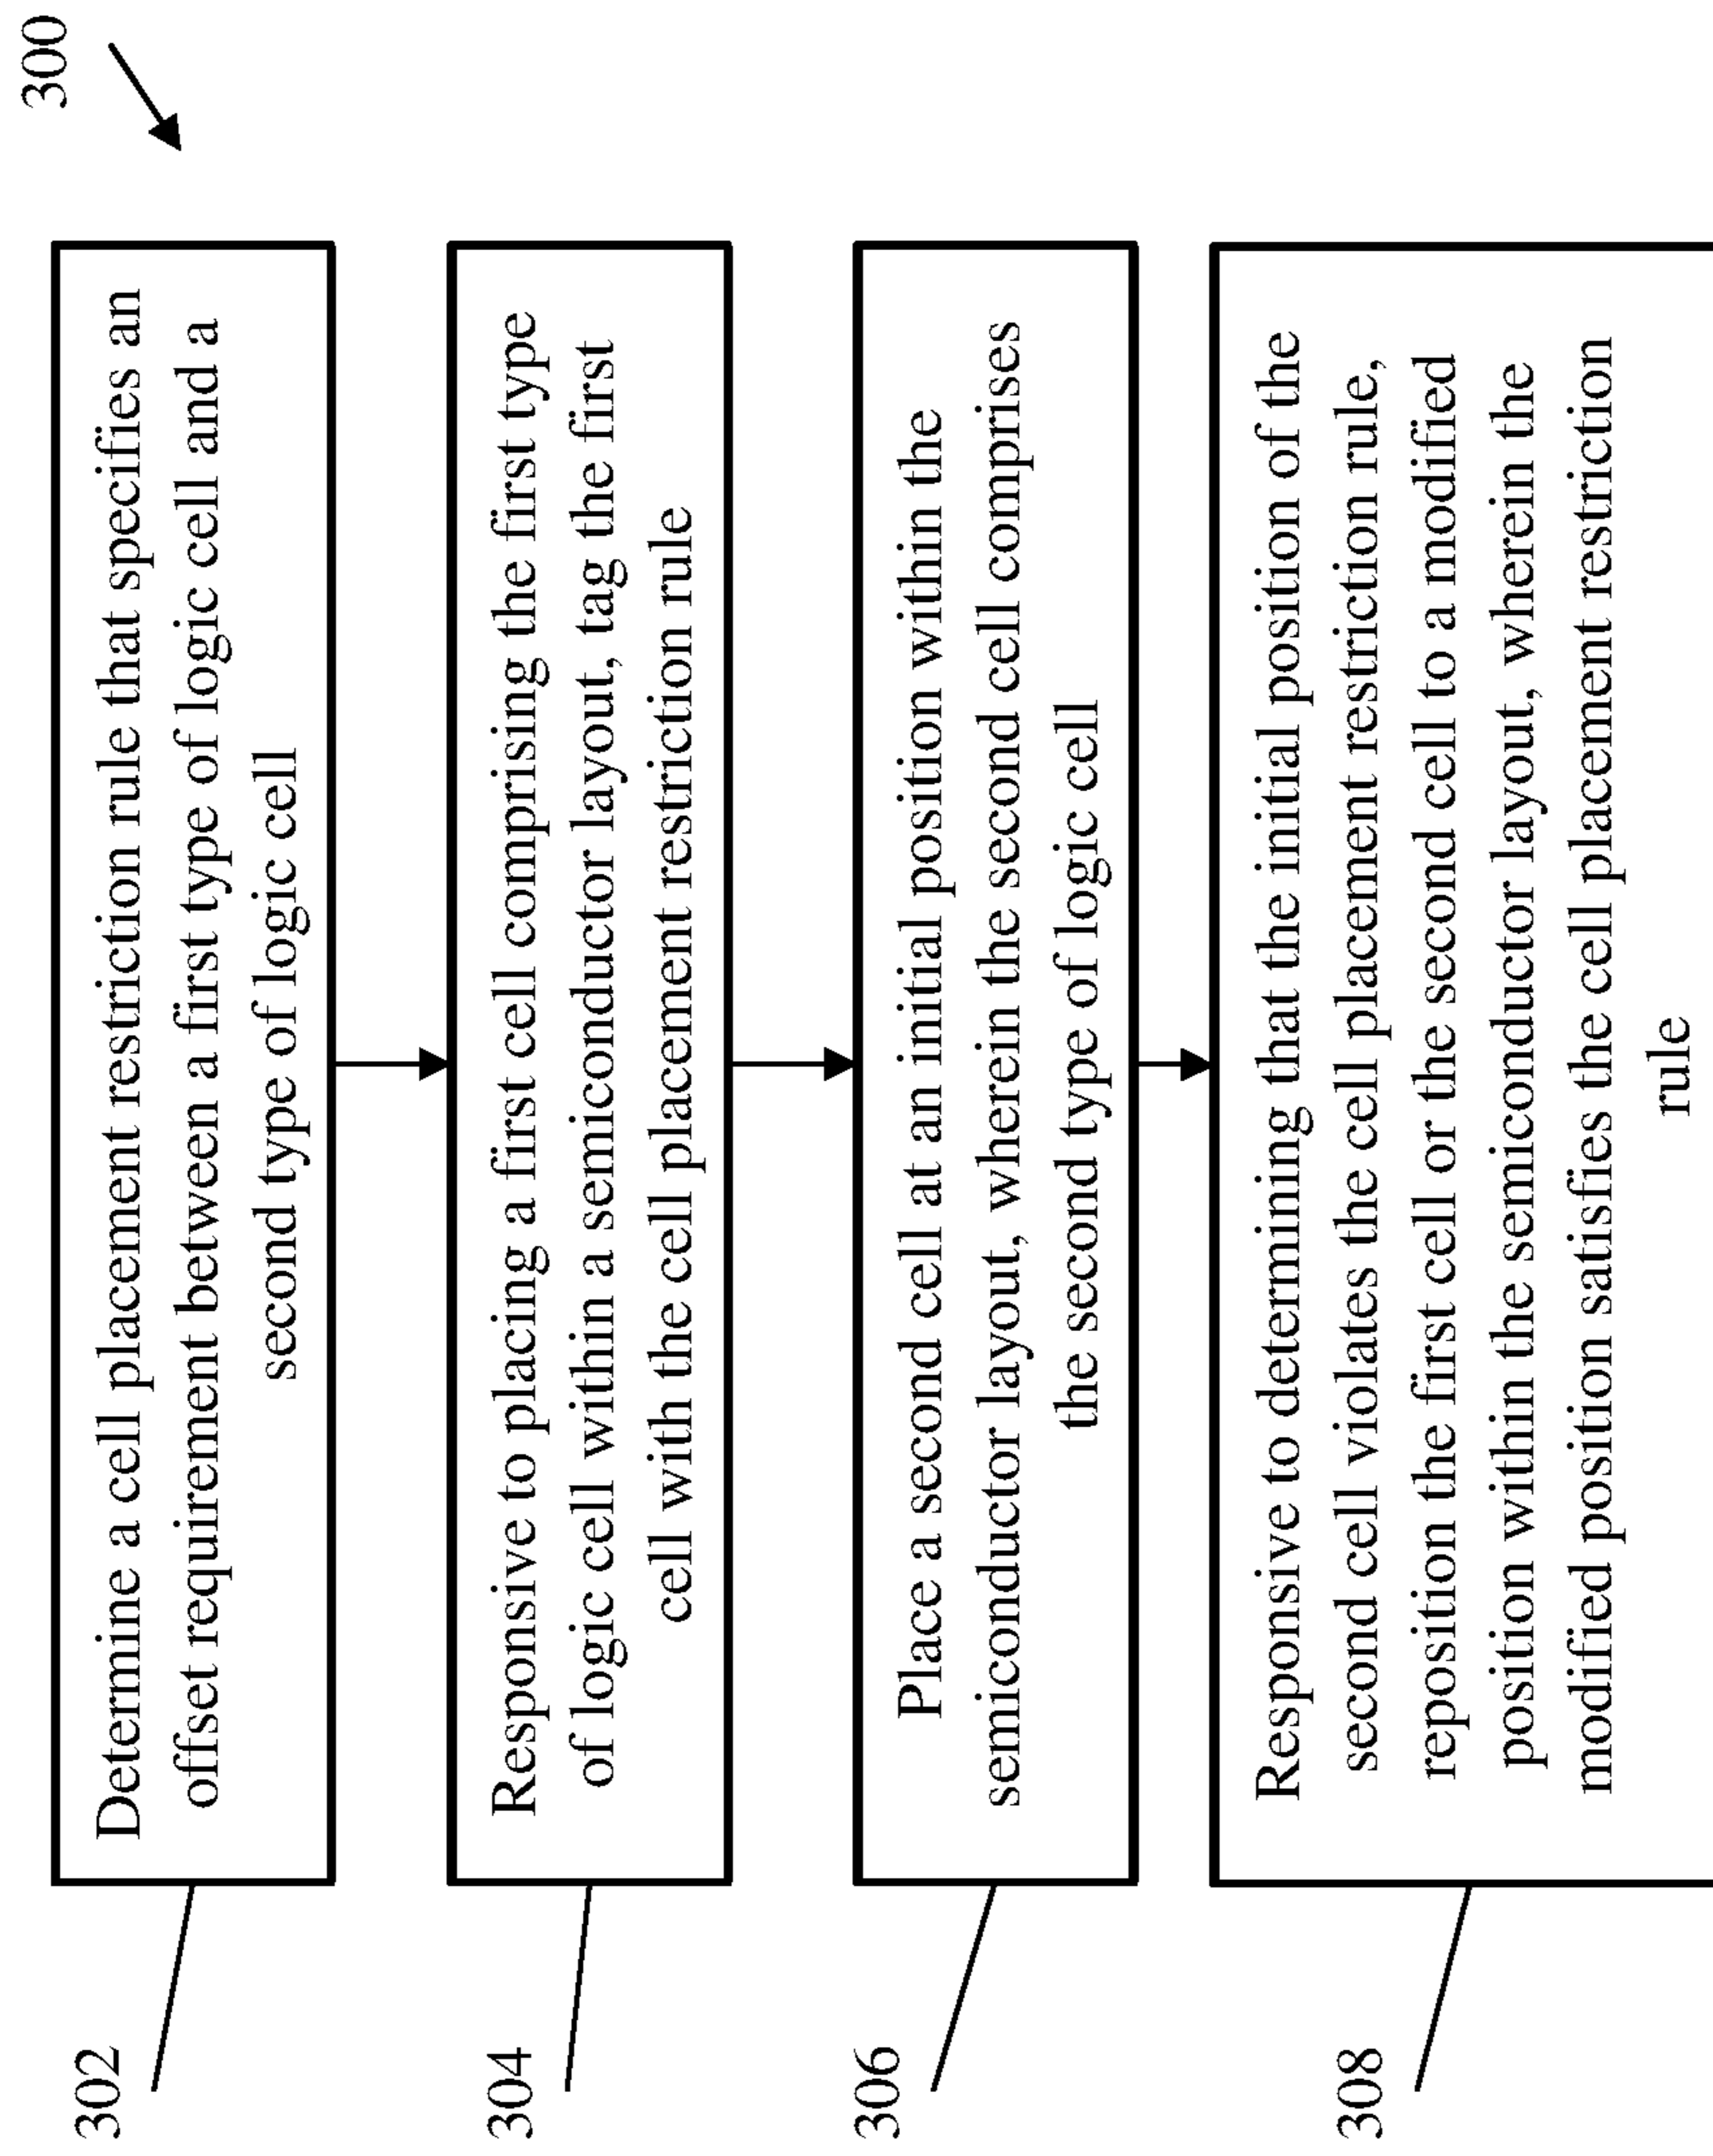 300
302
Determine a cell placement restriction rule that specifies an
offset requirement between a first type of logic cell and a
second type of logic cell
304
Responsive to placing a first cell comprising the first type
of logic cell within a semiconductor layout, tag the first
cell with the cell placement restriction rule
306
Place a second cell at an initial position within the
semiconductor layout, wherein the second cell comprises
the second type of logic cell
308
Responsive to determining that the initial position of the
second cell violates the cell placement restriction rule,
reposition the first cell or the second cell to a modified
position within the semiconductor layout, wherein the
modified position satisfies the cell placement restriction
rule